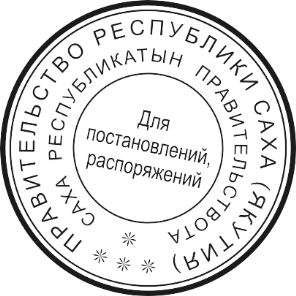 ПРАВИТЕЛЬСТВО РЕСПУБЛИКИ САХА (ЯКУТИЯ)
САХА РЕСПУБЛИКАТЫН ПРАВИТЕЛЬСТВОТА
Для
постановлений,
распоряжений